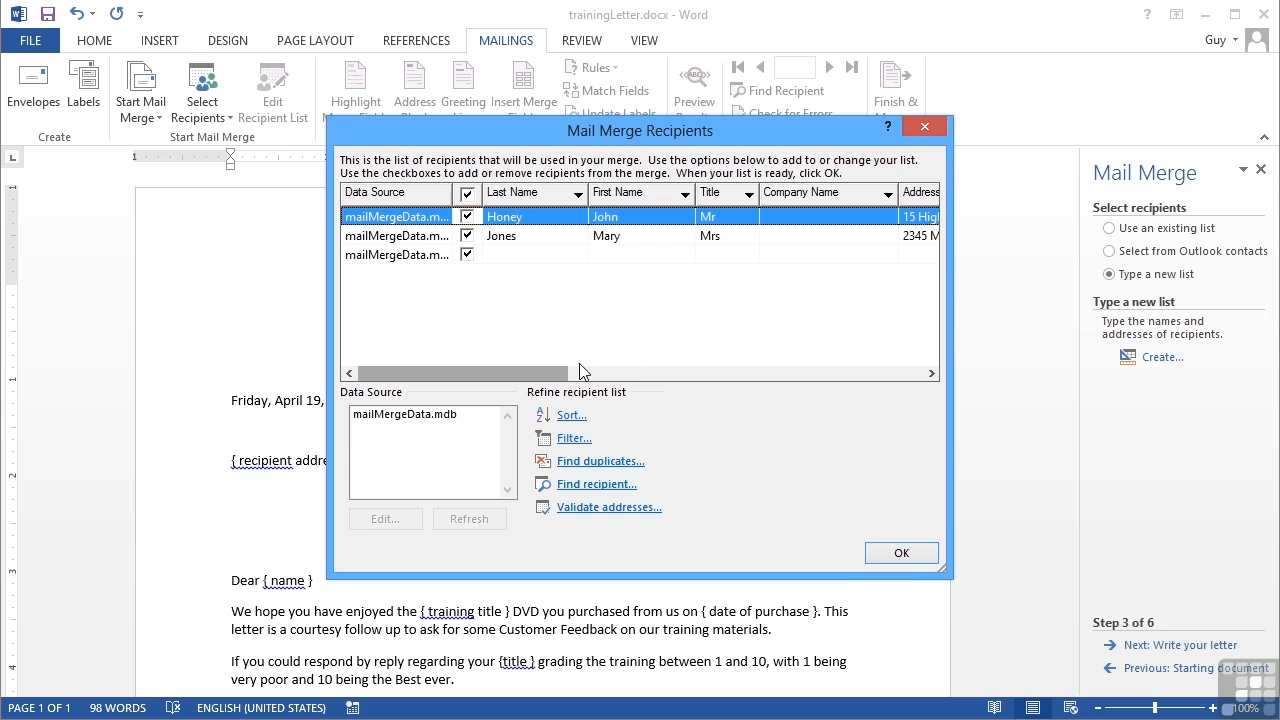 trainingLetter.docx - Word
FILE HOME INSERT DESIGN PAGE LAYOUT REFERENCES MAILINGS REVIEW VIEW Guy
Envelopes Labels Start Mail Merge Select Recipients Edit Recipient List
Highlight Address Greeting Insert Merge
Rules
Match Fields
Update Labels
Preview
Find Recipient
Check for Errors
Finish &
Create Start Mail Merge
Mail Merge Recipients
This is the list of recipients that will be used in your merge. Use the options below to add to or change your list.
Use the checkboxes to add or remove recipients from the merge. When your list is ready, click OK.
Data Source Last Name First Name Title Company Name Address
mailMergeData.m... Honey John Mr 15 Hig
mailMergeData.m... Jones Mary Mrs 2345 M
mailMergeData.m...
Data Source
mailMergeData.mdb
Edit... Refresh
Refine recipient list
Sort...
Filter...
Find duplicates...
Find recipient...
Validate addresses...
OK
Friday, April 19,
{ recipient addre
Dear { name }
We hope you have enjoyed the { training title } DVD you purchased from us on { date of purchase }. This
letter is a courtesy follow up to ask for some Customer Feedback on our training materials.
If you could respond by reply regarding your {title } grading the training between 1 and 10, with 1 being
very poor and 10 being the Best ever.
Mail Merge
Select recipients
Use an existing list
Select from Outlook contacts
Type a new list
Type a new list
Type the names and
addresses of recipients.
Create...
Step 3 of 6
Next: Write your letter
Previous: Starting document
PAGE 1 OF 1 98 WORDS ENGLISH (UNITED STATES) 100%